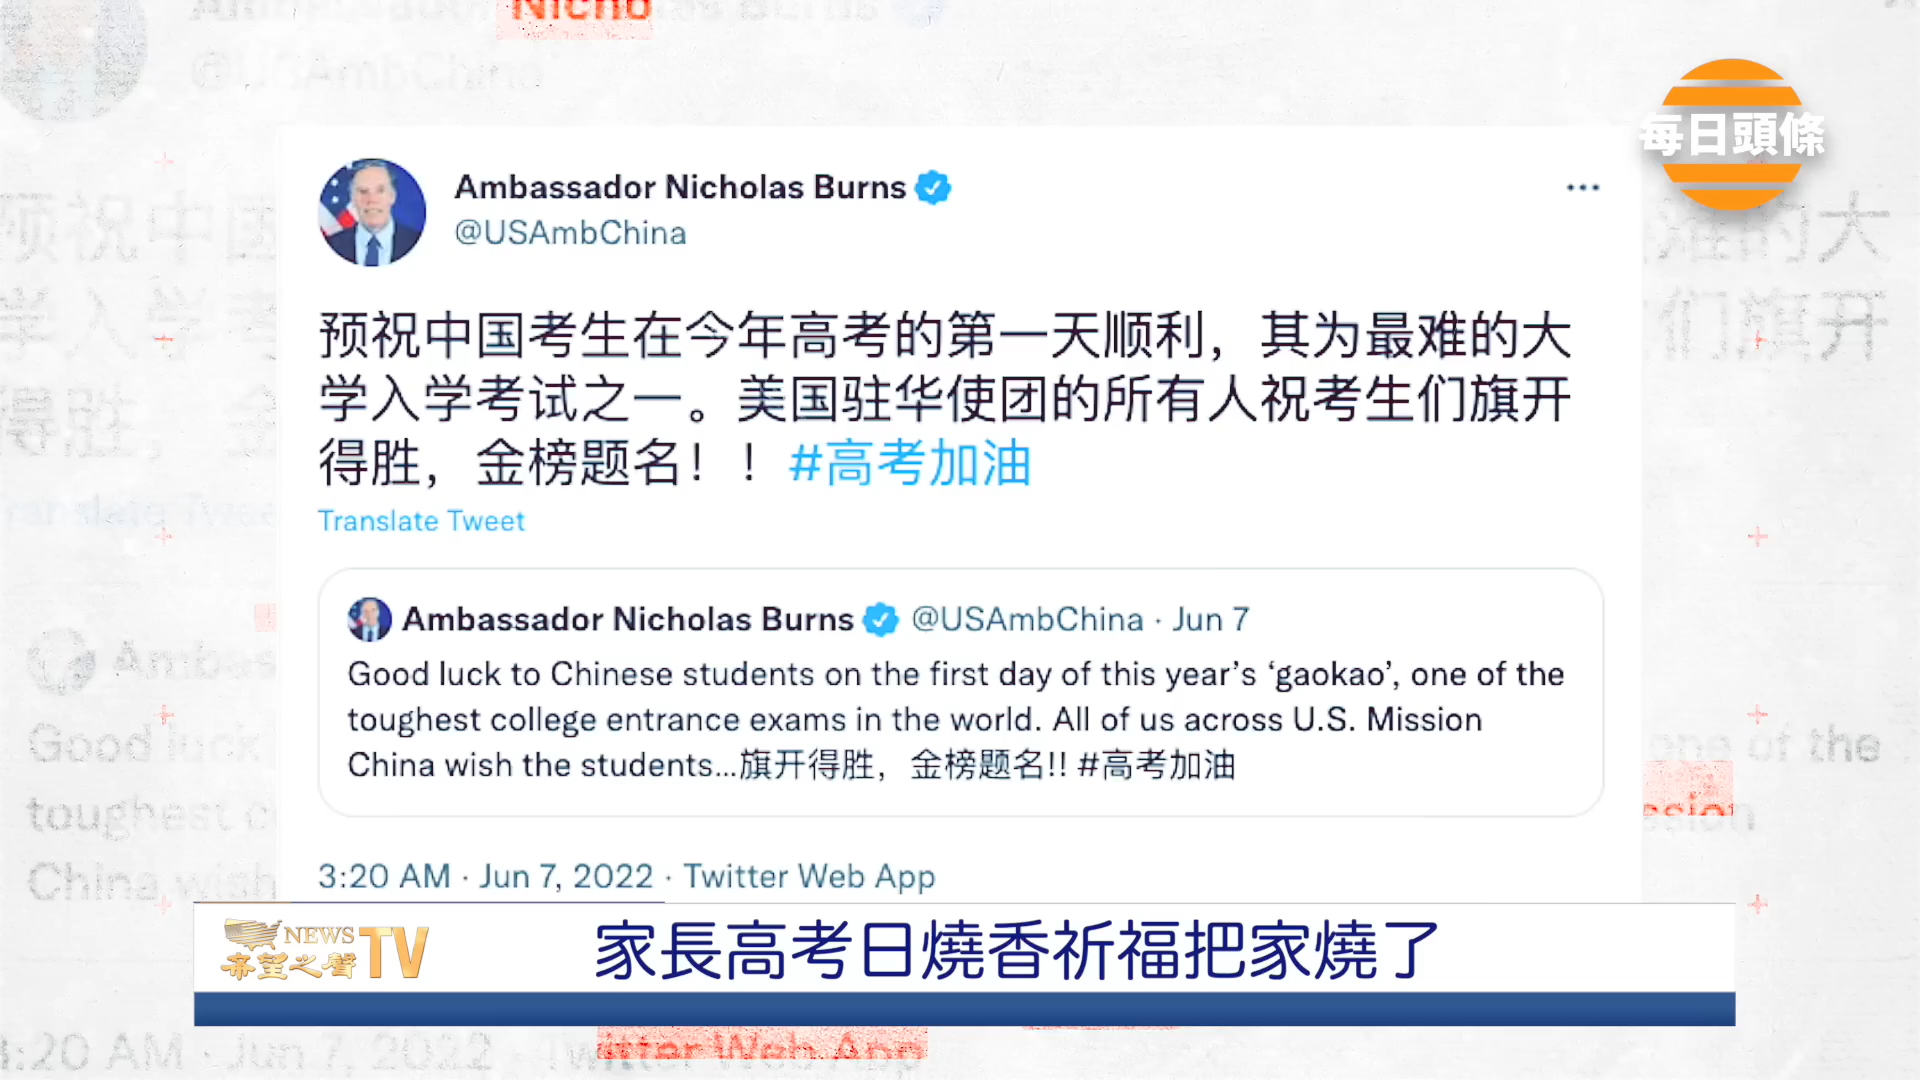 Nicho
每日頭條
Ambassador Nicholas Burns
@USAmbChina
预祝中国考生在今年高考的第一天顺利，其为最难的大
学入学考试之一。美国驻华使团的所有人祝考生们旗开
得胜，金榜题名！！#高考加油
Translate Tweet
Ambassador Nicholas Burns @USAmbChina · Jun 7
Good luck to Chinese students on the first day of this year’s ‘gaokao’, one of the
toughest college entrance exams in the world. All of us across U.S. Mission
China wish the students...旗开得胜，金榜题名!! #高考加油
3:20 AM · Jun 7, 2022 · Twitter Web App
NEWS
希望之聲TV
家長高考日燒香祈福把家燒了